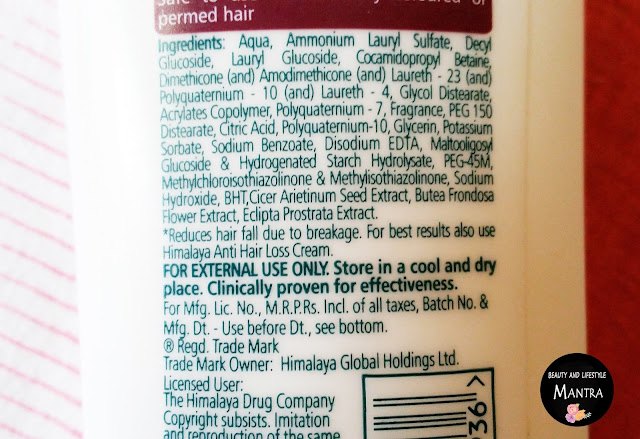 permed hair
Ingredients: Aqua, Ammonium Lauryl Sulfate, Decyl
Glucoside, Lauryl Glucoside, Cocamidopropyl Betaine,
Dimethicone (and) Amodimethicone (and) Laureth - 23 (and)
Polyquaternium - 10 (and) Laureth - 4, Glycol Distearate,
Acrylates Copolymer, Polyquaternium - 7, Fragrance, PEG 150
Distearate, Citric Acid, Polyquaternium-10, Glycerin, Potassium
Sorbate, Sodium Benzoate, Disodium EDTA, Maltooligosyl
Glucoside & Hydrogenated Starch Hydrolysate, PEG-45M,
Methylchloroisothiazolinone & Methylisothiazolinone, Sodium
Hydroxide, BHT,Cicer Arietinum Seed Extract, Butea Frondosa
Flower Extract, Eclipta Prostrata Extract.
*Reduces hair fall due to breakage. For best results also use
Himalaya Anti Hair Loss Cream.
FOR EXTERNAL USE ONLY. Store in a cool and dry
place. Clinically proven for effectiveness.
For Mfg. Lic. No., M.R.P.Rs. Incl. of all taxes, Batch No. &
Mfg. Dt. - Use before Dt., see bottom.
® Regd. Trade Mark
Trade Mark Owner: Himalaya Global Holdings Ltd.
Licensed User:
The Himalaya Drug Company
Copyright subsists. Imitation
and reproduction of the same
036 >
BEAUTY AND LIFESTYLE
MANTRA